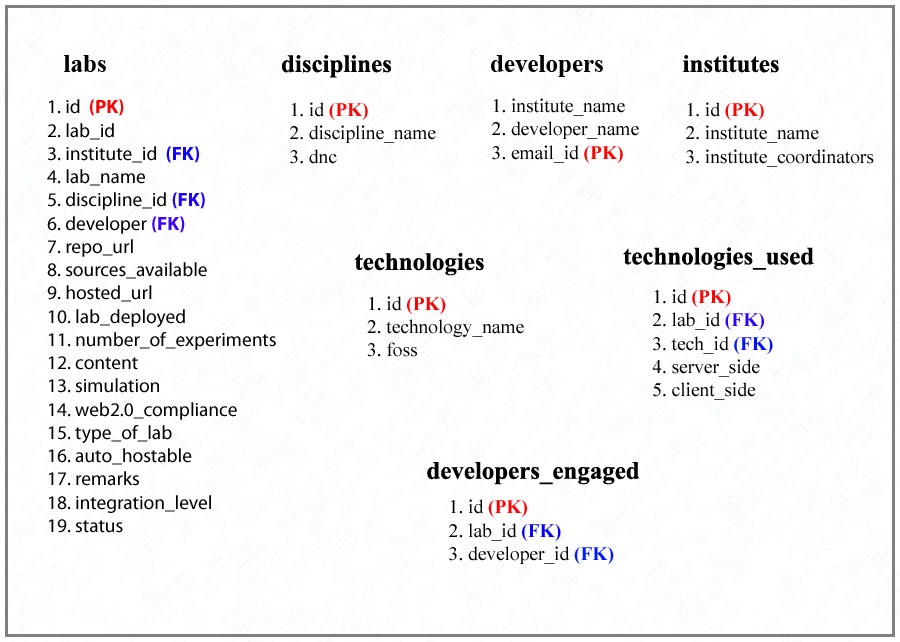 labs
1. id (PK)
2. lab_id
3. institute_id (FK)
4. lab_name
5. discipline_id (FK)
6. developer (FK)
7. repo_url
8. sources_available
9. hosted_url
10. lab_deployed
11. number_of_experiments
12. content
13. simulation
14. web2.0_compliance
15. type_of_lab
16. auto_hostable
17. remarks
18. integration_level
19. status
disciplines
1. id (PK)
2. discipline_name
3. dnc
developers
1. institute_name
2. developer_name
3. email_id (PK)
institutes
1. id (PK)
2. institute_name
3. institute_coordinators
technologies
1. id (PK)
2. technology_name
3. foss
technologies_used
1. id (PK)
2. lab_id (FK)
3. tech_id (FK)
4. server_side
5. client_side
developers_engaged
1. id (PK)
2. lab_id (FK)
3. developer_id (FK)